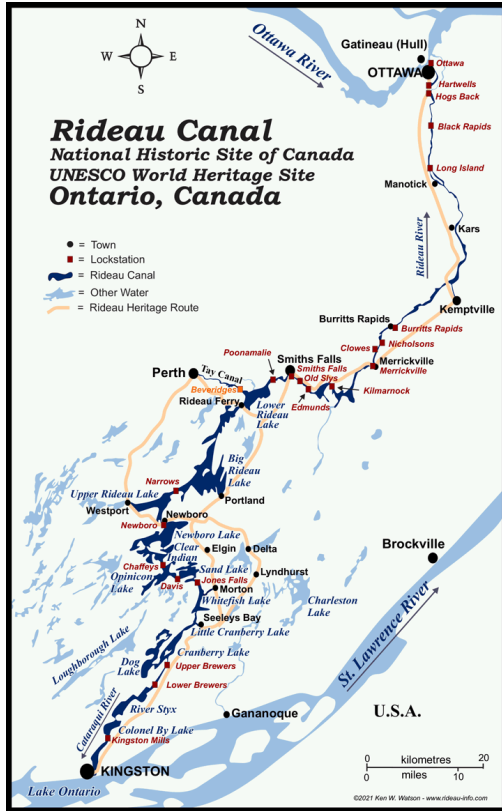 N
W E
S
Ottawa River
Gatineau (Hull)
Ottawa
OTTAWA
Hartwells
Hogs Back
Rideau Canal
National Historic Site of Canada
UNESCO World Heritage Site
Ontario, Canada
Black Rapids
Long Island
Manotick
= Town
= Lockstation
= Rideau Canal
= Other Water
= Rideau Heritage Route
Kars
Rideau River
Kemptville
Burritts Rapids
Burritts Rapids
Nicholsons
Clowes
Merrickville
Merrickville
Poonamalie
Smiths Falls
Smiths Falls
Old Slys
Kilmarnock
Edmunds
Perth
Tay Canal
Beveridges
Rideau Ferry
Lower
Rideau
Lake
Big
Rideau
Lake
Narrows
Upper Rideau Lake
Portland
Westport
Newboro
Newboro
Newboro Lake
Clear
Indian
Elgin
Delta
Chaffeys
Opinicon
Lake
Sand Lake
Davis
Jones Falls
Lyndhurst
Morton
Whitefish Lake
Brockville
Charleston
Lake
Seeleys Bay
Little Cranberry Lake
Loughborough Lake
Cranberry Lake
Dog
Lake
Upper Brewers
Lower Brewers
St. Lawrence River
Cataraqui River
River Styx
Gananoque
U.S.A.
Colonel By Lake
Kingston Mills
KINGSTON
Lake Ontario
kilometres
0 10 20
miles
©2021 Ken W. Watson - www.rideau-info.com